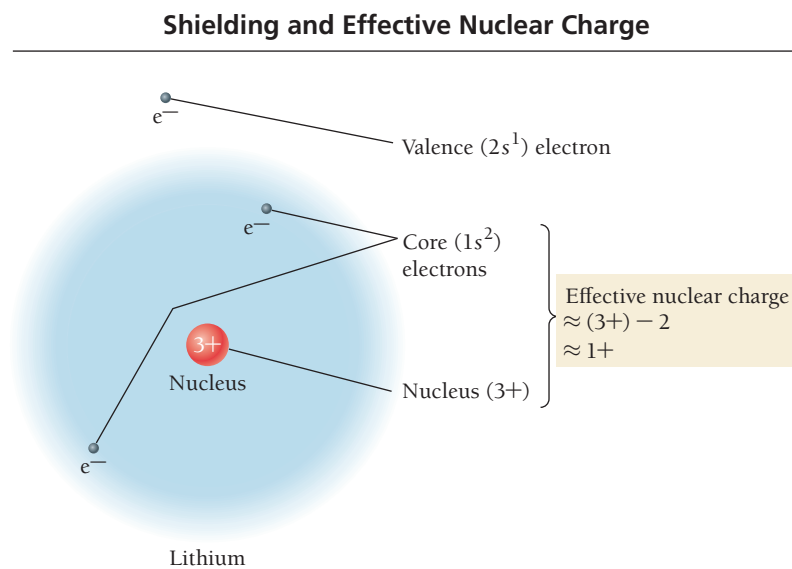 Shielding and Effective Nuclear Charge
e⁻
Valence (2s¹) electron
e⁻
Core (1s²)
electrons
Effective nuclear charge
≈ (3+) − 2
≈ 1+
3+
Nucleus
Nucleus (3+)
e⁻
Lithium